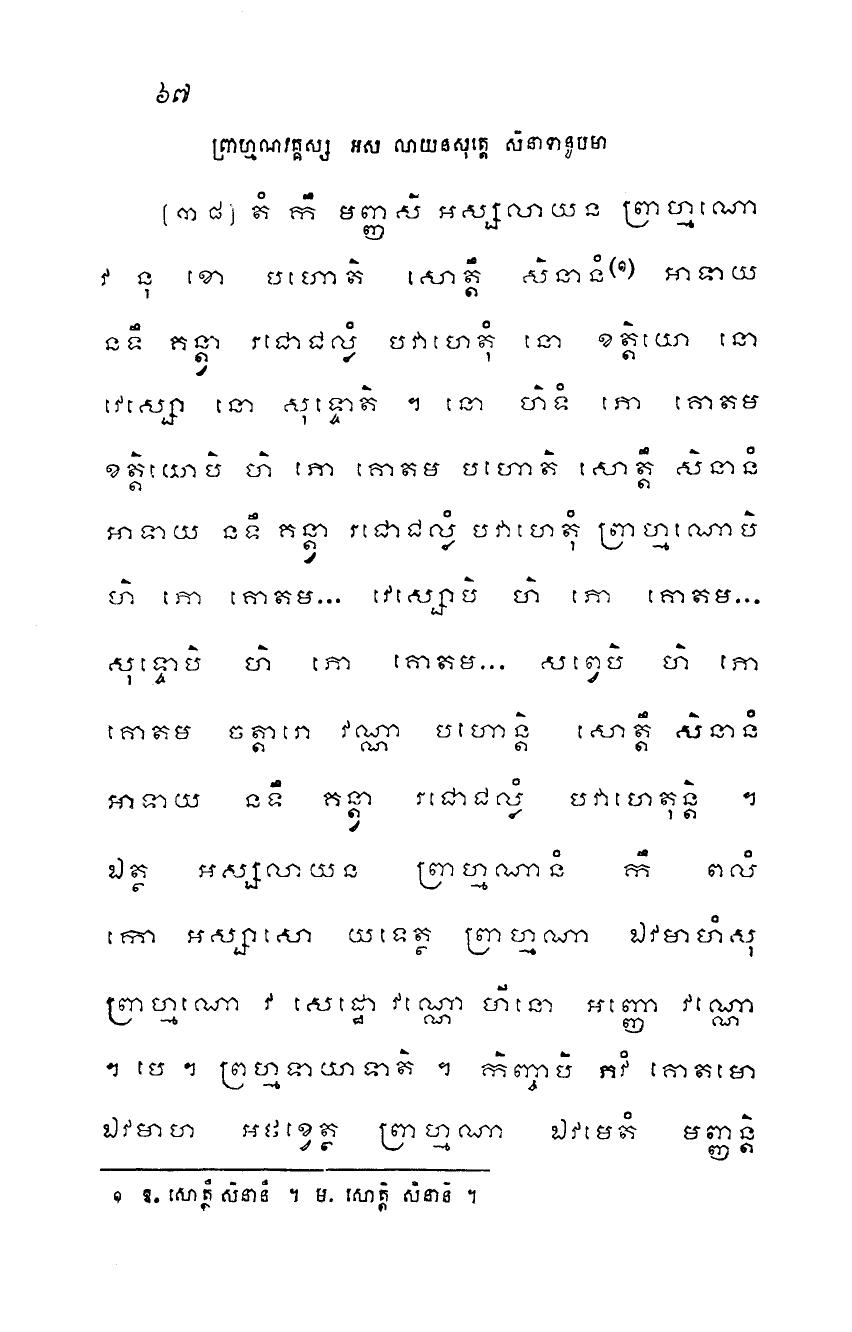 ៦៧
ព្រាហ្មណវគ្គស្ស អស លាយនសុត្តេ សិនាទានូបមា
(៣៨) តំ កឹ មញ្ញសិ អស្សលាយន ព្រាហ្មណោ
វ នុ ខោ បហោតិ សោត្តឹ សិនានំ(១) អាទាយ
នទឹ គន្ត្វា រជោជល្លំ បវាហេតុំ នោ ខត្តិយោ នោ
វេស្សោ នោ សុទ្ទោតិ ។ នោ ហិទំ ភោ គោតម
ខត្តិយោបិ ហិ ភោ គោតម បហោតិ សោត្តឹ សិនានំ
អាទាយ នទឹ គន្ត្វា រជោជល្លំ បវាហេតុំ ព្រាហ្មណោបិ
ហិ ភោ គោតម... វេស្សោបិ ហិ ភោ គោតម...
សុទ្ទោបិ ហិ ភោ គោតម... សព្វេបិ ហិ ភោ
គោតម ចត្តារោ វណ្ណា បហោន្តិ សោត្តឹ សិនានំ
អាទាយ នទឹ គន្ត្វា រជោជល្លំ បវាហេតុន្តិ ។
ឯត្ថ អស្សលាយន ព្រាហ្មណានំ កឹ ពលំ
កោ អស្សាសោ យទេត្ថ ព្រាហ្មណា ឯវមាហំសុ
ព្រាហ្មណោ វ សេដ្ឋោ វណ្ណោ ហីនោ អញ្ញោ វណ្ណោ
។ បេ ។ ព្រហ្មទាយាទាតិ ។ កិញ្ចាបិ ភវំ គោតមោ
ឯវមាហ អថខ្វេត្ថ ព្រាហ្មណា ឯវមេតំ មញ្ញន្តិ
១ ឱ. សោត្ថឹ សិនានឹ ។ ម. សោត្តិ សិនានិ ។